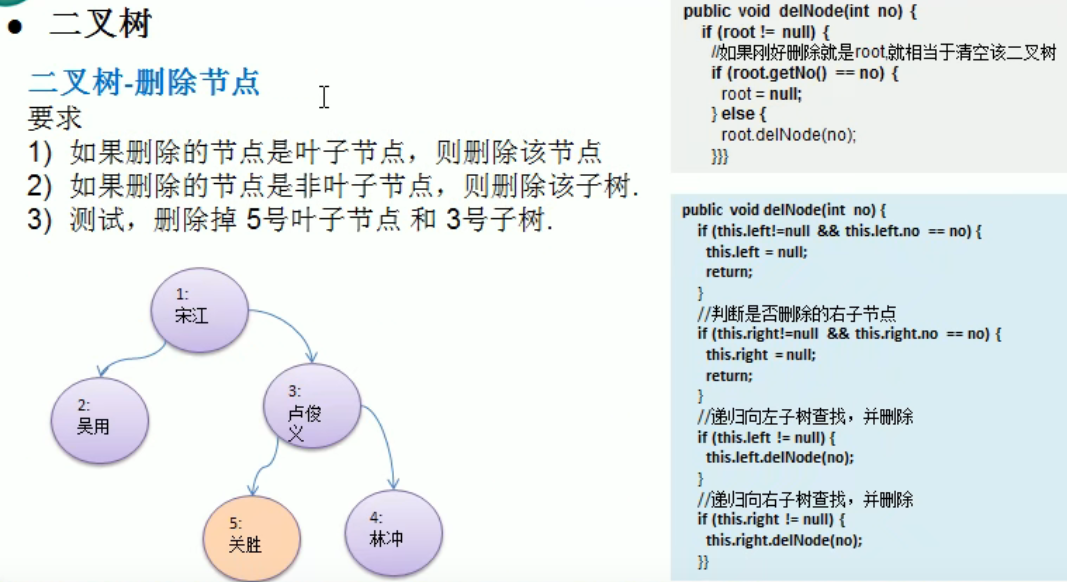 ● 二叉树
二叉树-删除节点
要求
1) 如果删除的节点是叶子节点，则删除该节点
2) 如果删除的节点是非叶子节点，则删除该子树.
3) 测试，删除掉 5号叶子节点 和 3号子树.
1:
宋江
2:
吴用
3:
卢俊
义
5:
关胜
4:
林冲
public void delNode(int no) {
if (root != null) {
//如果刚好删除就是root,就相当于清空该二叉树
if (root.getNo() == no) {
root = null;
} else {
root.delNode(no);
}}}
public void delNode(int no) {
if (this.left!=null && this.left.no == no) {
this.left = null;
return;
}
//判断是否删除的右子节点
if (this.right!=null && this.right.no == no) {
this.right = null;
return;
}
//递归向左子树查找，并删除
if (this.left != null) {
this.left.delNode(no);
}
//递归向右子树查找，并删除
if (this.right != null) {
this.right.delNode(no);
}}